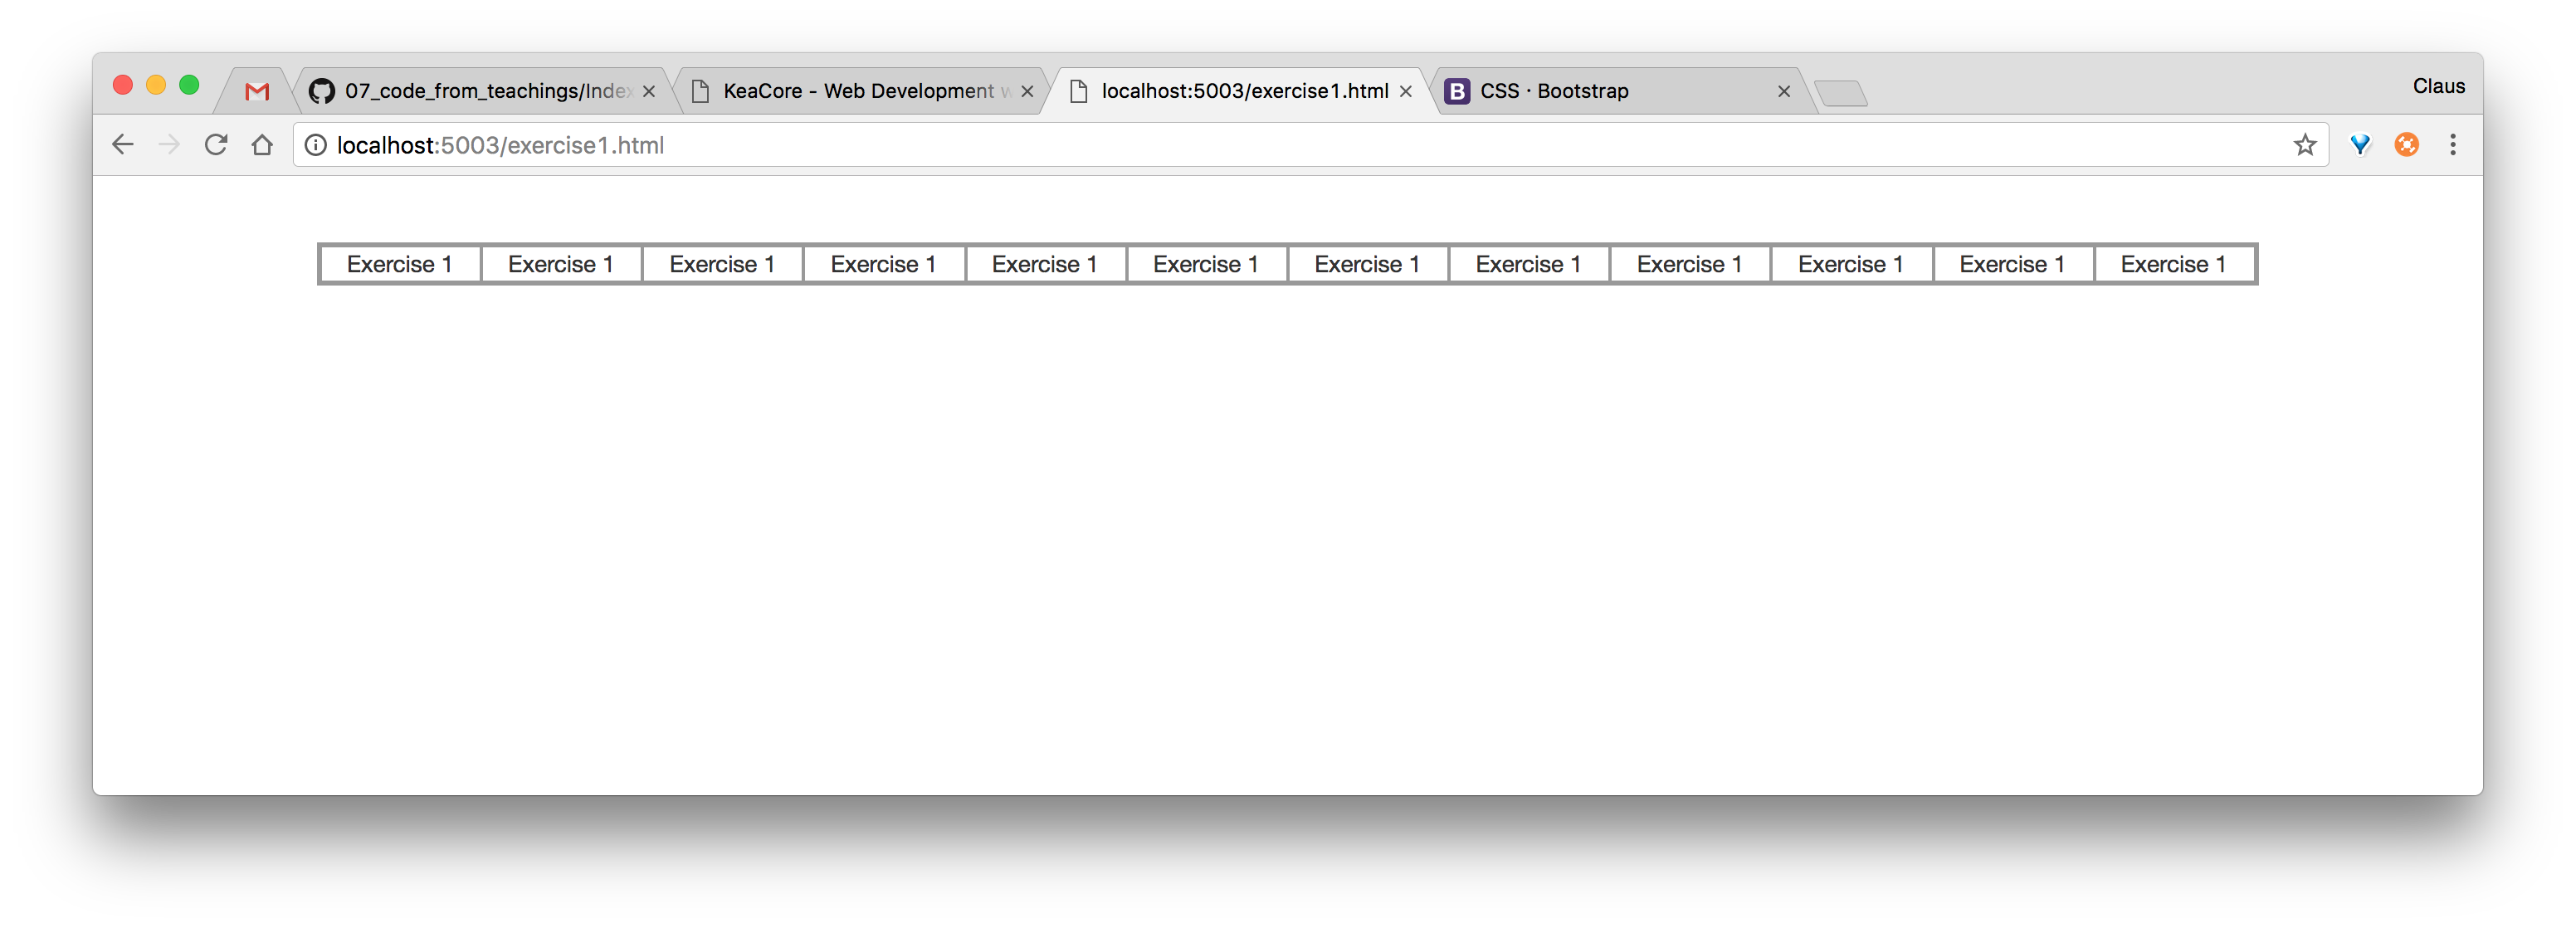 07_code_from_teachings/Index
KeaCore - Web Development w
localhost:5003/exercise1.html
B CSS · Bootstrap
Claus
localhost:5003/exercise1.html
Exercise 1 Exercise 1 Exercise 1 Exercise 1 Exercise 1 Exercise 1 Exercise 1 Exercise 1 Exercise 1 Exercise 1 Exercise 1 Exercise 1